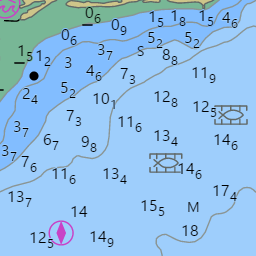 0₆ 0₉ 1₅ 1₈ 1₅ 4₆
0₆ 3₇ S 5₂ 5₂
1₅ 1₂ 3 8₈
4₆ 7₃ 11₉
2₄ 5₂ 10₁ 12₈ 12₅
3₇ 7₃ 11₆
3₇ 6₇ 9₈ 13₄ 14₆
7₆ 11₆ 13₄ 14₆
13₇ 17₄
14 15₅ M
12₅ 14₉ 18